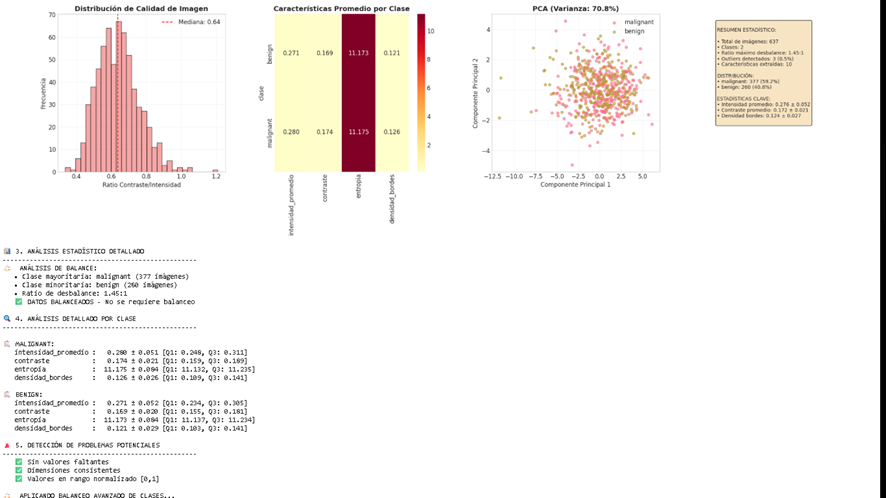 Distribución de Calidad de Imagen
Mediana: 0.64
70
60
50
40
30
20
10
0
Frecuencia
0.4 0.6 0.8 1.0 1.2
Ratio Contraste/Intensidad
Características Promedio por Clase
benign
0.271 0.169 11.173 0.121
malignant
0.280 0.174 11.175 0.126
clase
intensidad_promedio
contraste
entropia
densidad_bordes
10
8
6
4
2
PCA (Varianza: 70.8%)
malignant
benign
4
2
0
−2
−4
Componente Principal 2
−12.5 −10.0 −7.5 −5.0 −2.5 0.0 2.5 5.0
Componente Principal 1
RESUMEN ESTADÍSTICO:
• Total de imágenes: 637
• Clases: 2
• Ratio máximo desbalance: 1.45:1
• Outliers detectados: 3 (0.5%)
• Características extraídas: 10
DISTRIBUCIÓN:
• malignant: 377 (59.2%)
• benign: 260 (40.8%)
ESTADÍSTICAS CLAVE:
• Intensidad promedio: 0.276 ± 0.052
• Contraste promedio: 0.172 ± 0.021
• Densidad bordes: 0.124 ± 0.027
3. ANÁLISIS ESTADÍSTICO DETALLADO
--------------------------------------------------
ANÁLISIS DE BALANCE:
• Clase mayoritaria: malignant (377 imágenes)
• Clase minoritaria: benign (260 imágenes)
• Ratio de desbalance: 1.45:1
✅ DATOS BALANCEADOS - No se requiere balanceo
🔍 4. ANÁLISIS DETALLADO POR CLASE
--------------------------------------------------
MALIGNANT:
intensidad_promedio : 0.280 ± 0.051 [Q1: 0.248, Q3: 0.311]
contraste : 0.174 ± 0.021 [Q1: 0.159, Q3: 0.189]
entropia : 11.175 ± 0.084 [Q1: 11.132, Q3: 11.235]
densidad_bordes : 0.126 ± 0.026 [Q1: 0.109, Q3: 0.141]
BENIGN:
intensidad_promedio : 0.271 ± 0.052 [Q1: 0.234, Q3: 0.305]
contraste : 0.169 ± 0.020 [Q1: 0.155, Q3: 0.181]
entropia : 11.173 ± 0.084 [Q1: 11.137, Q3: 11.234]
densidad_bordes : 0.121 ± 0.029 [Q1: 0.103, Q3: 0.141]
5. DETECCIÓN DE PROBLEMAS POTENCIALES
--------------------------------------------------
✅ Sin valores faltantes
✅ Dimensiones consistentes
✅ Valores en rango normalizado [0,1]
APLICANDO BALANCEO AVANZADO DE CLASES...